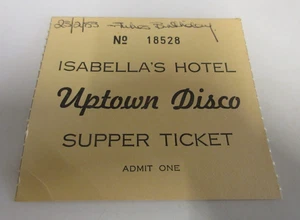 Nº 18528
ISABELLA'S HOTEL
Uptown Disco
SUPPER TICKET
ADMIT ONE